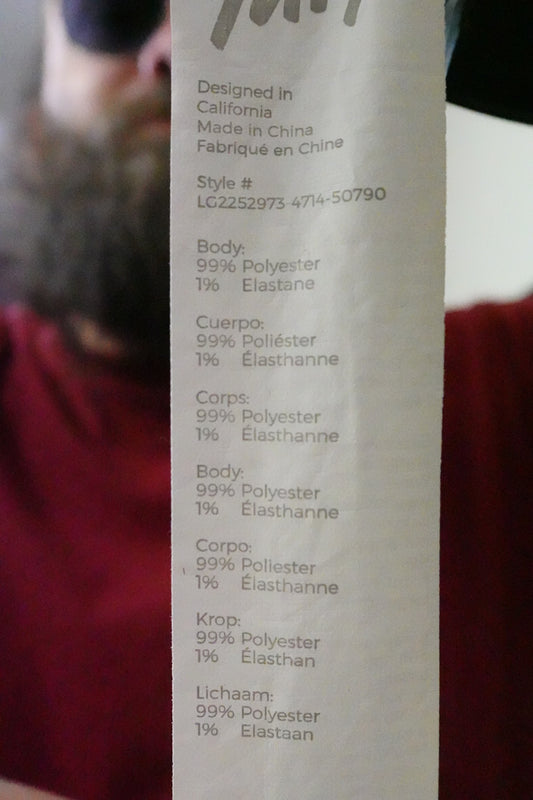 Designed in
California
Made in China
Fabriqué en Chine
Style #
LG2252973-4714-50790
Body:
99% Polyester
1% Elastane
Cuerpo:
99% Poliéster
1% Élasthanne
Corps:
99% Polyester
1% Élasthanne
Body:
99% Polyester
1% Élasthanne
Corpo:
99% Poliester
1% Élasthanne
Krop:
99% Polyester
1% Élasthan
Lichaam:
99% Polyester
1% Elastaan